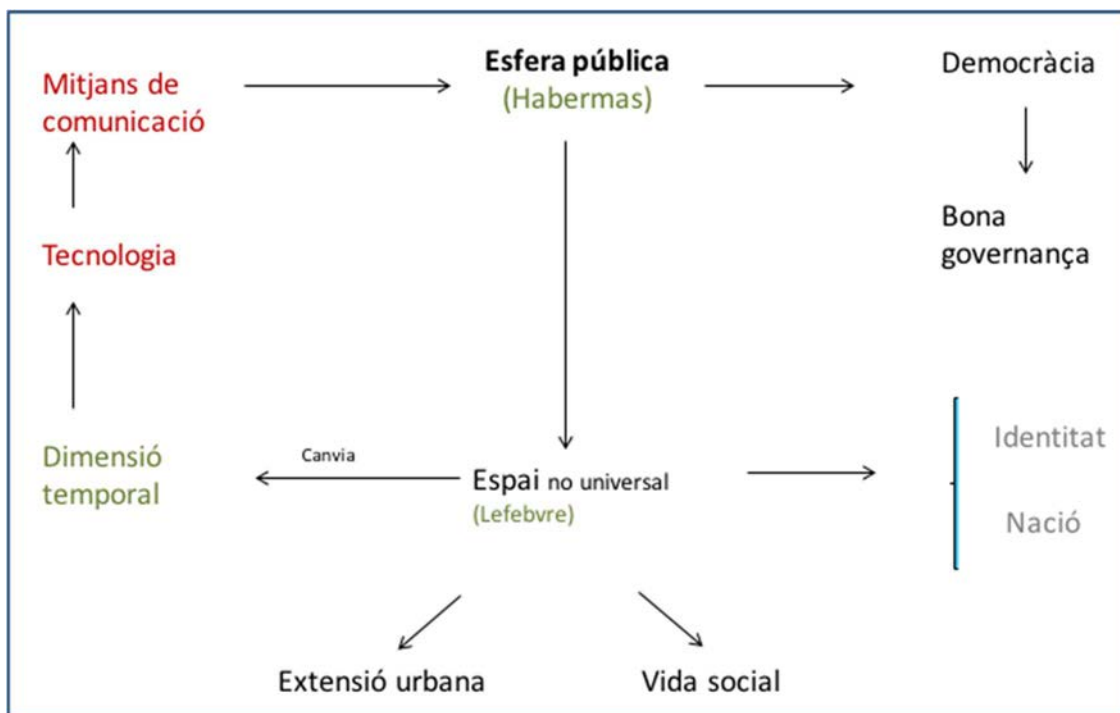 Mitjans de
comunicació
Esfera pública
(Habermas)
Democràcia
Tecnologia
Bona
governança
Dimensió
temporal
Canvia
Espai no universal
(Lefebvre)
Identitat
Nació
Extensió urbana
Vida social